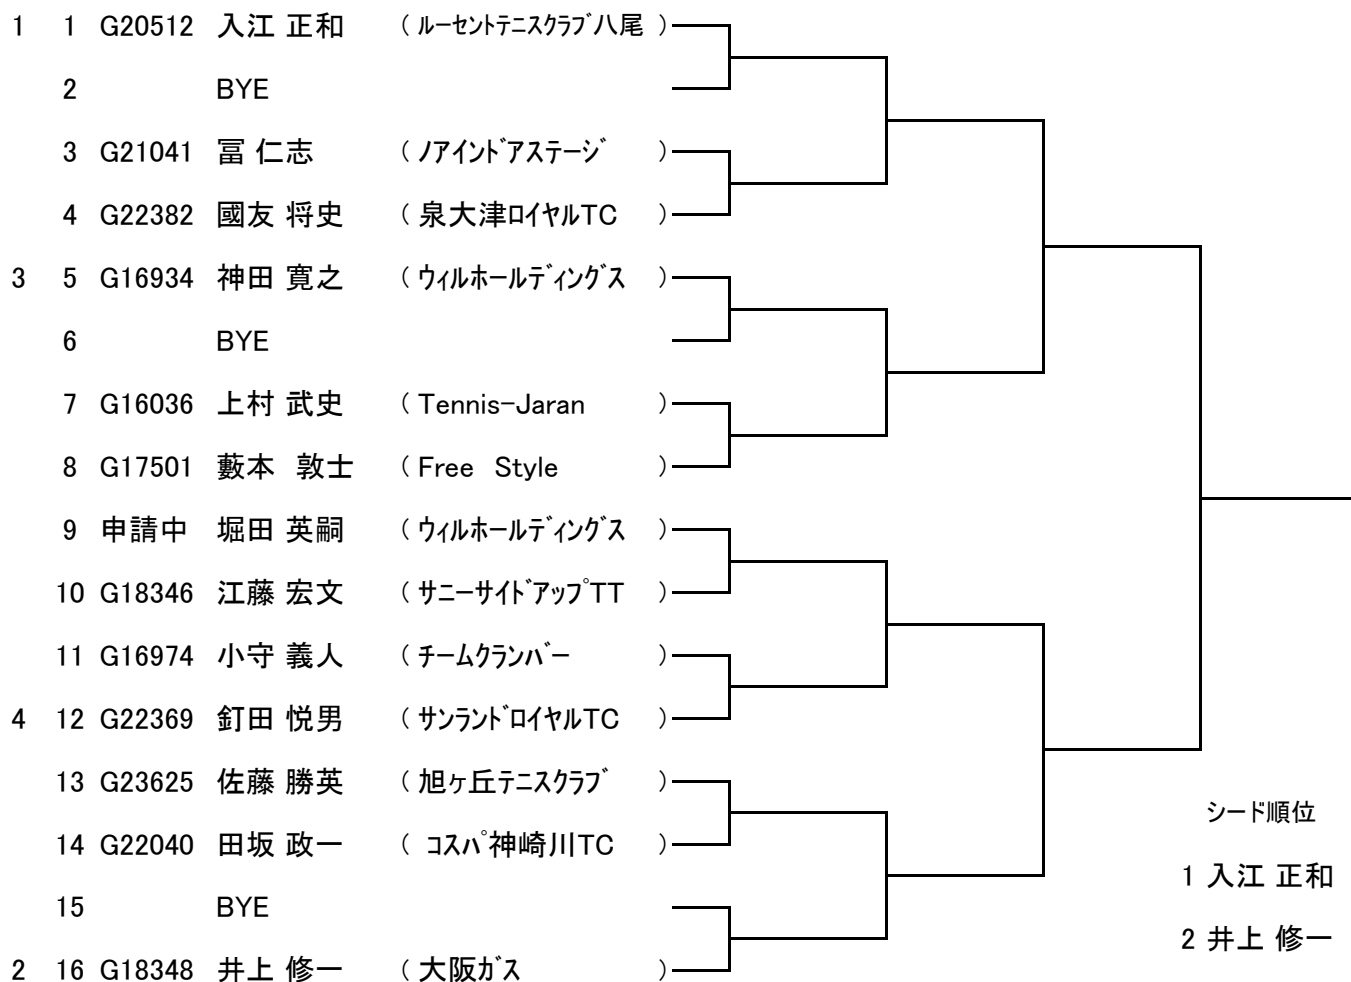 1 1 G20512 入江 正和 ( ﾙｰｾﾝﾄﾃﾆｽｸﾗﾌﾞ八尾 )
2 BYE
3 G21041 冨 仁志 ( ﾉｱｲﾝﾄﾞｱｽﾃｰｼﾞ )
4 G22382 國友 将史 ( 泉大津ﾛｲﾔﾙTC )
3 5 G16934 神田 寛之 ( ｳｨﾙﾎｰﾙﾃﾞｨﾝｸﾞｽ )
6 BYE
7 G16036 上村 武史 ( Tennis-Jaran )
8 G17501 藪本　敦士 ( Free　Style )
9 申請中 堀田 英嗣 ( ｳｨﾙﾎｰﾙﾃﾞｨﾝｸﾞｽ )
10 G18346 江藤 宏文 ( ｻﾆｰｻｲﾄﾞｱｯﾌﾟTT )
11 G16974 小守 義人 ( ﾁｰﾑｸﾗﾝﾊﾞｰ )
4 12 G22369 釘田 悦男 ( ｻﾝﾗﾝﾄﾞﾛｲﾔﾙTC )
13 G23625 佐藤 勝英 ( 旭ヶ丘ﾃﾆｽｸﾗﾌﾞ )
シード順位
14 G22040 田坂 政一 ( ｺｽﾊﾟ神崎川TC )
1 入江 正和
15 BYE
2 井上 修一
2 16 G18348 井上 修一 ( 大阪ｶﾞｽ )